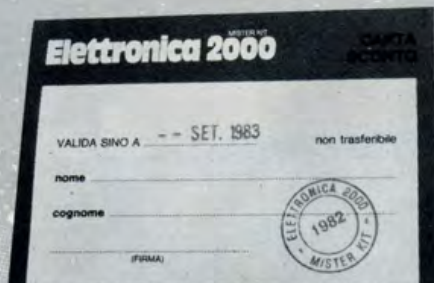 MISTER KIT
Elettronica 2000
CARTA
SCONTO
VALIDA SINO A -- SET. 1983 non trasferibile
nome
cognome
(FIRMA)
ELETTRONICA 2000 - MISTER KIT -
1982